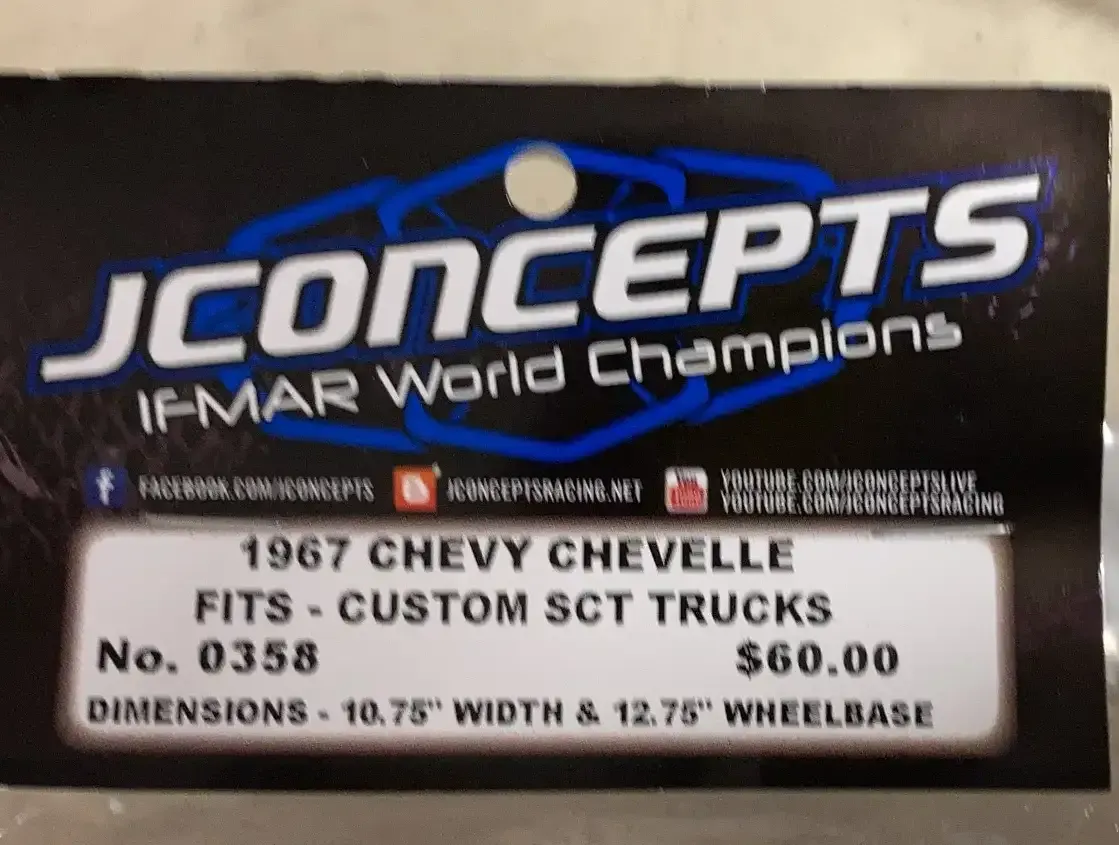 JCONCEPTS
IFMAR World Champions
FACEBOOK.COM/JCONCEPTS JCONCEPTSRACING.NET YOUTUBE.COM/JCONCEPTSLIVE
YOUTUBE.COM/JCONCEPTSRACING
1967 CHEVY CHEVELLE
FITS - CUSTOM SCT TRUCKS
No. 0358 $60.00
DIMENSIONS - 10.75" WIDTH & 12.75" WHEELBASE